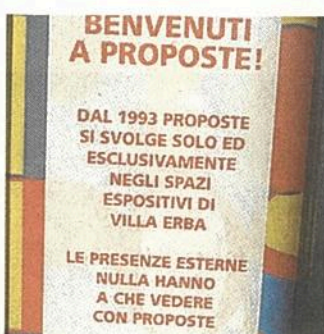 BENVENUTI
A PROPOSTE!
DAL 1993 PROPOSTE
SI SVOLGE SOLO ED
ESCLUSIVAMENTE
NEGLI SPAZI
ESPOSITIVI DI
VILLA ERBA
LE PRESENZE ESTERNE
NULLA HANNO
A CHE VEDERE
CON PROPOSTE